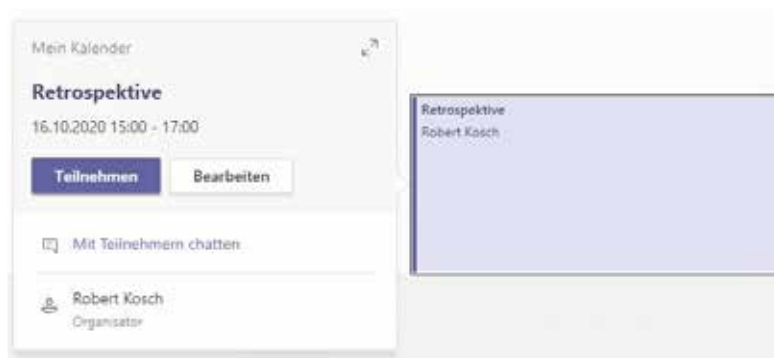 Mein Kalender
Retrospektive
16.10.2020 15:00 - 17:00
Teilnehmen
Bearbeiten
Mit Teilnehmern chatten
Robert Kosch
Organisator
Retrospektive
Robert Kosch